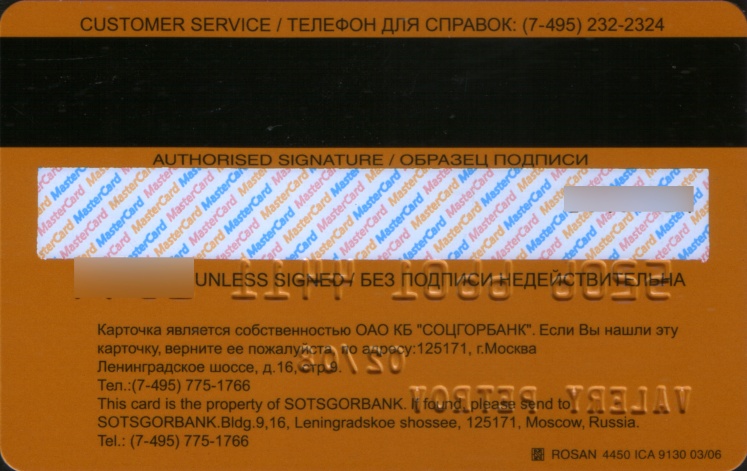 CUSTOMER SERVICE / ТЕЛЕФОН ДЛЯ СПРАВОК: (7-495) 232-2324
AUTHORISED SIGNATURE / ОБРАЗЕЦ ПОДПИСИ
MasterCard
UNLESS SIGNED / БЕЗ ПОДПИСИ НЕДЕЙСТВИТЕЛЬНА
Карточка является собственностью ОАО КБ "СОЦГОРБАНК". Если Вы нашли эту
карточку, верните ее пожалуйста, по адресу:125171, г.Москва
Ленинградское шоссе, д.16, стр.9.
Тел.:(7-495) 775-1766
This card is the property of SOTSGORBANK. If found, please send to
SOTSGORBANK.Bldg.9,16, Leningradskoe shossee, 125171, Moscow, Russia.
Tel.: (7-495) 775-1766
VALERY PETROV
ROSAN 4450 ICA 9130 03/06